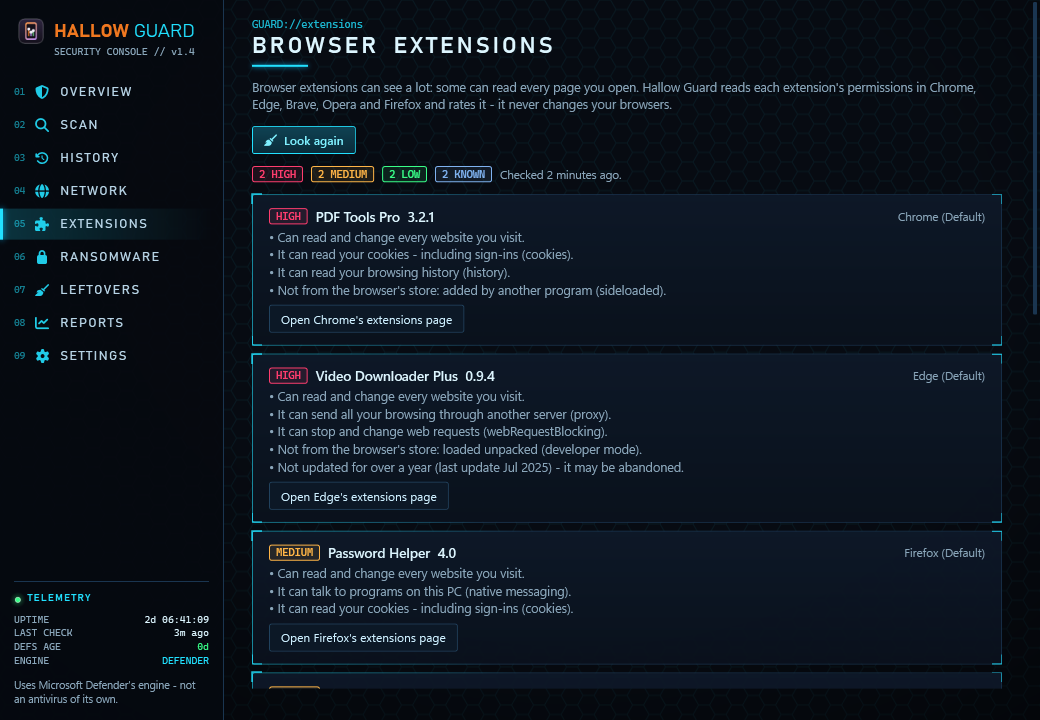 HALLOW GUARD
SECURITY CONSOLE // v1.4
01 OVERVIEW
02 SCAN
03 HISTORY
04 NETWORK
05 EXTENSIONS
06 RANSOMWARE
07 LEFTOVERS
08 REPORTS
09 SETTINGS
TELEMETRY
UPTIME 2d 06:41:09
LAST CHECK 3m ago
DEFS AGE 0d
ENGINE DEFENDER
Uses Microsoft Defender's engine - not
an antivirus of its own.
GUARD://extensions
BROWSER EXTENSIONS
Browser extensions can see a lot: some can read every page you open. Hallow Guard reads each extension's permissions in Chrome,
Edge, Brave, Opera and Firefox and rates it - it never changes your browsers.
Look again
2 HIGH 2 MEDIUM 2 LOW 2 KNOWN Checked 2 minutes ago.
HIGH PDF Tools Pro 3.2.1 Chrome (Default)
• Can read and change every website you visit.
• It can read your cookies - including sign-ins (cookies).
• It can read your browsing history (history).
• Not from the browser's store: added by another program (sideloaded).
Open Chrome's extensions page
HIGH Video Downloader Plus 0.9.4 Edge (Default)
• Can read and change every website you visit.
• It can send all your browsing through another server (proxy).
• It can stop and change web requests (webRequestBlocking).
• Not from the browser's store: loaded unpacked (developer mode).
• Not updated for over a year (last update Jul 2025) - it may be abandoned.
Open Edge's extensions page
MEDIUM Password Helper 4.0 Firefox (Default)
• Can read and change every website you visit.
• It can talk to programs on this PC (native messaging).
• It can read your cookies - including sign-ins (cookies).
Open Firefox's extensions page